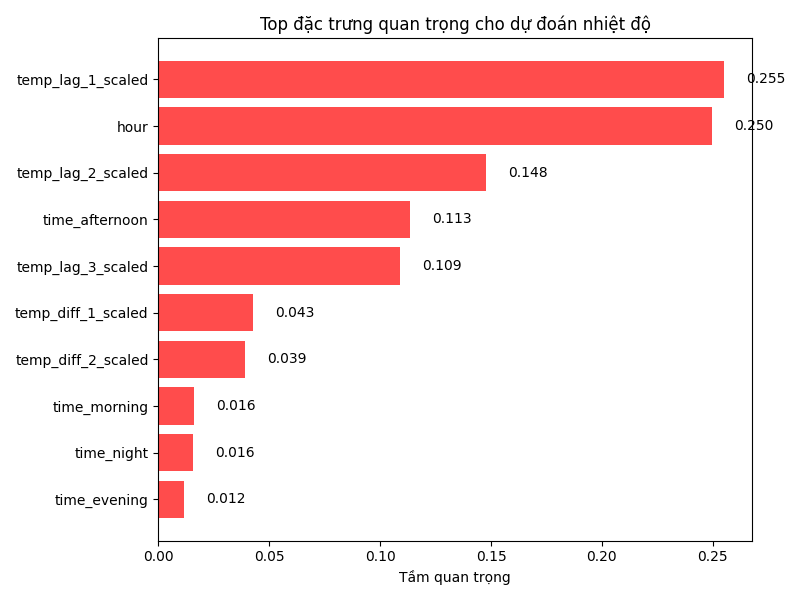 Top đặc trưng quan trọng cho dự đoán nhiệt độ
temp_lag_1_scaled 0.255
hour 0.250
temp_lag_2_scaled 0.148
time_afternoon 0.113
temp_lag_3_scaled 0.109
temp_diff_1_scaled 0.043
temp_diff_2_scaled 0.039
time_morning 0.016
time_night 0.016
time_evening 0.012
0.00 0.05 0.10 0.15 0.20 0.25
Tầm quan trọng